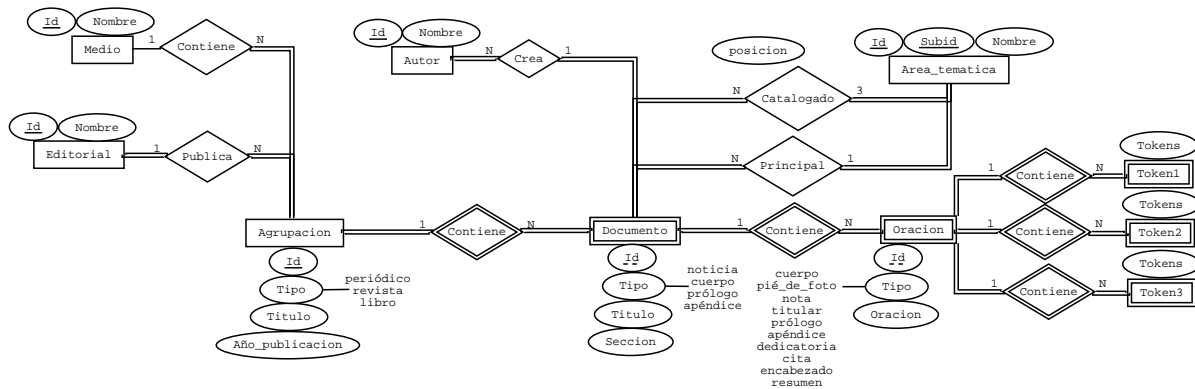 Id Nombre
Medio
1
Contiene
N
Id Nombre
Autor
N
Crea
1
posicion
Id Subid Nombre
Area_tematica
N
Catalogado
3
Id Nombre
Editorial
1
Publica
N
N
Principal
1
Tokens
1
Contiene
N
Token1
Agrupacion
1
Contiene
N
Documento
1
Contiene
N
Oracion
1
Contiene
N
Tokens
Token2
1
Contiene
N
Tokens
Token3
Id
Tipo
periódico
revista
libro
Titulo
Año_publicacion
Id
Tipo
noticia
cuerpo
prólogo
apéndice
Titulo
Seccion
cuerpo
pié_de_foto
nota
titular
prólogo
apéndice
dedicatoria
cita
encabezado
resumen
Id
Tipo
Oracion